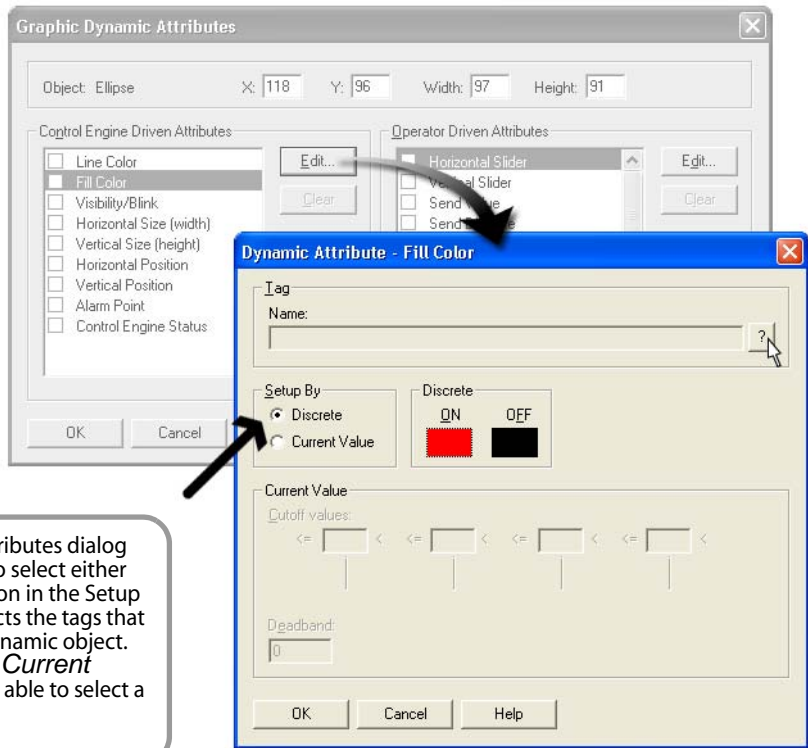 Graphic Dynamic Attributes
Object: Ellipse X: 118 Y: 96 Width: 97 Height: 91
Control Engine Driven Attributes
Line Color
Fill Color
Visibility/Blink
Horizontal Size (width)
Vertical Size (height)
Horizontal Position
Vertical Position
Alarm Point
Control Engine Status
Edit...
Clear
Operator Driven Attributes
Horizontal Slider
Slider
Send
Send
Edit...
Clear
OK Cancel
Dynamic Attribute - Fill Color
Tag
Name:
?
Setup By
Discrete
Current Value
Discrete
ON OFF
Current Value
Cutoff values:
<= < <= < <= < <= <
Deadband:
0
OK Cancel Help
ributes dialog
o select either
on in the Setup
cts the tags that
namic object.
Current
able to select a